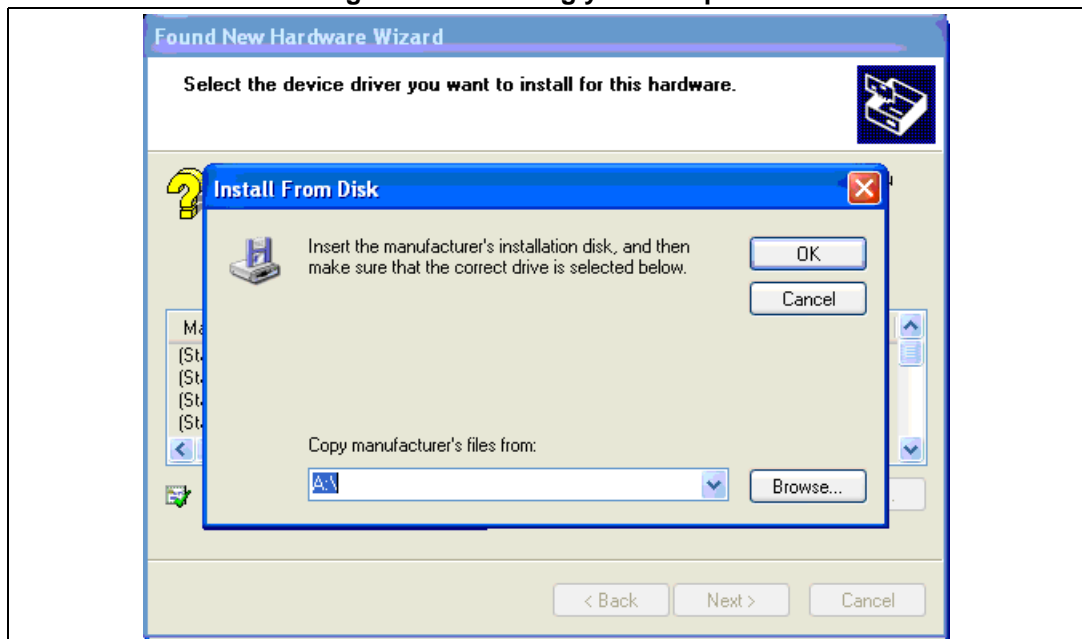 Found New Hardware Wizard
Select the device driver you want to install for this hardware.
Install From Disk
Insert the manufacturer's installation disk, and then
make sure that the correct drive is selected below.
OK
Cancel
Copy manufacturer's files from:
A:\
Browse...
< Back
Next >
Cancel